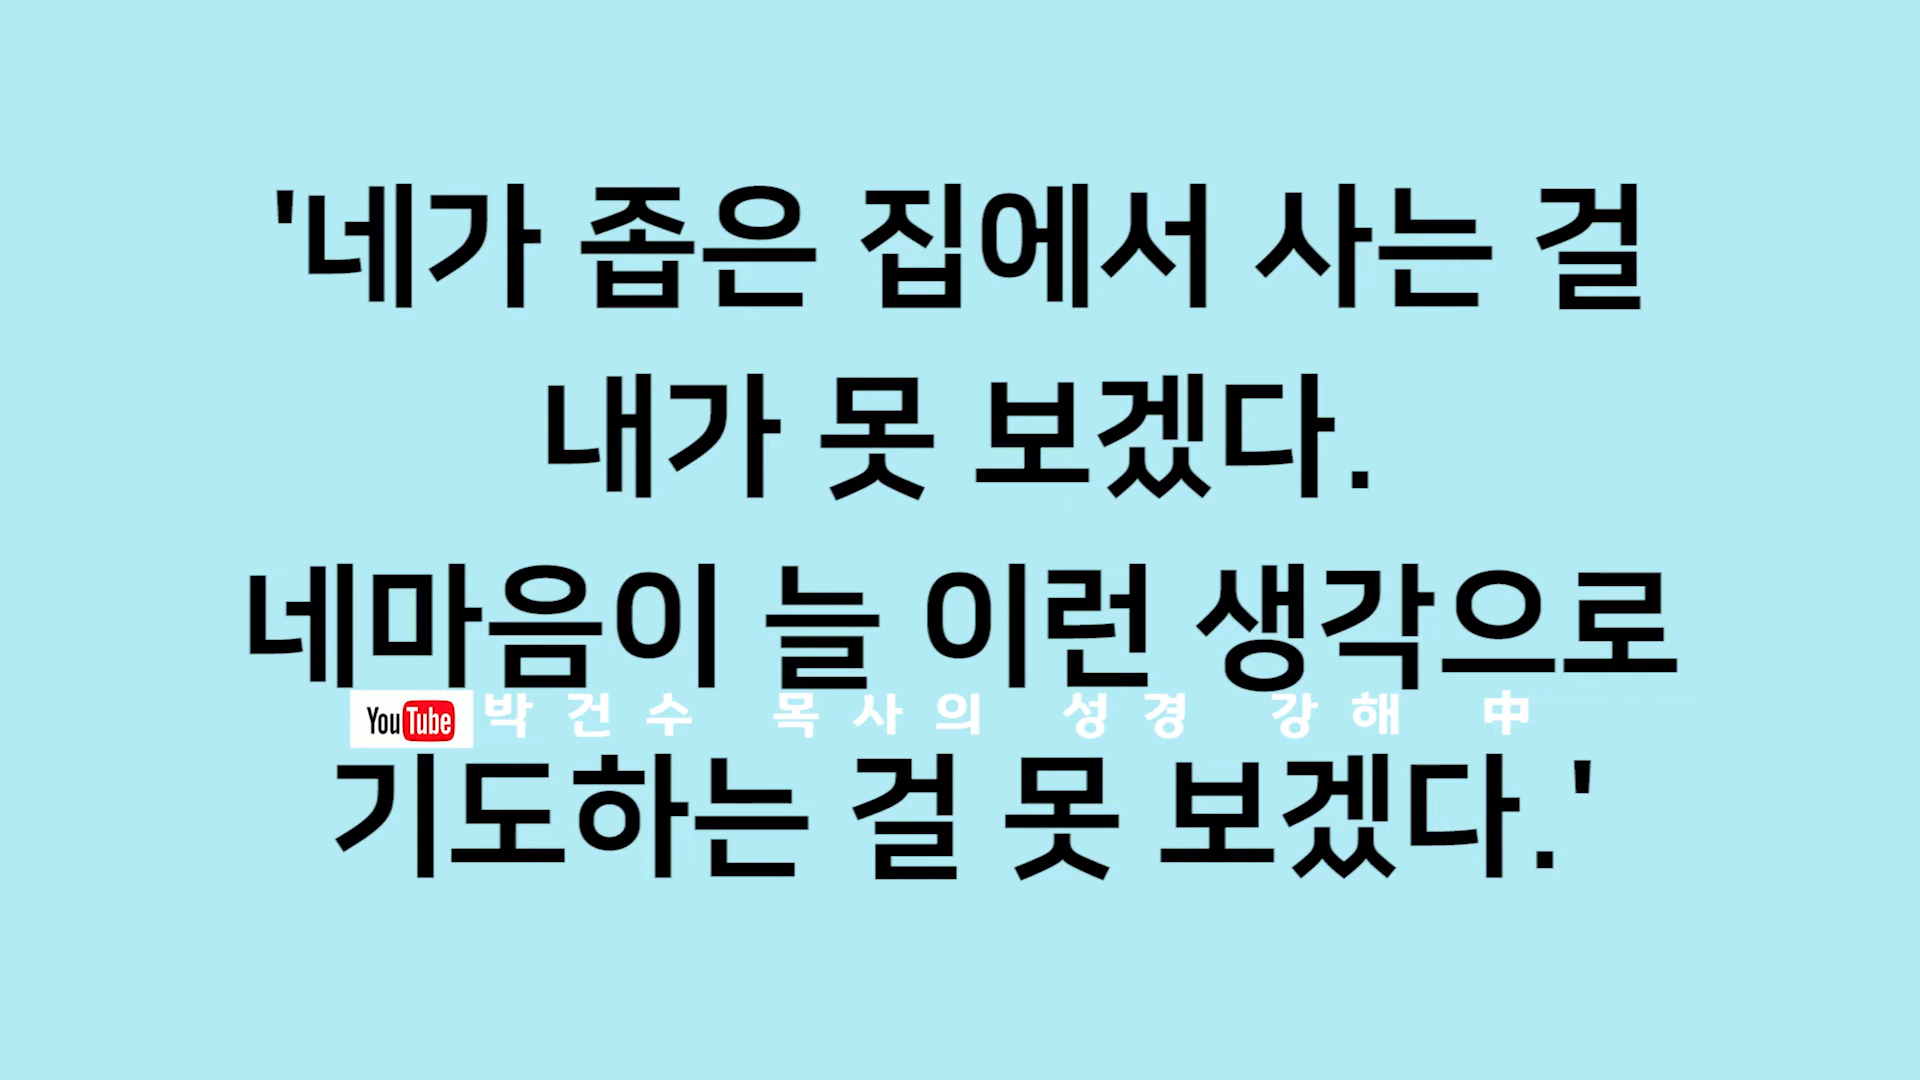 '네가 좁은 집에서 사는 걸
내가 못 보겠다.
네마음이 늘 이런 생각으로
YouTube 박건수 목사의 성경 강해 中
기도하는 걸 못 보겠다.'